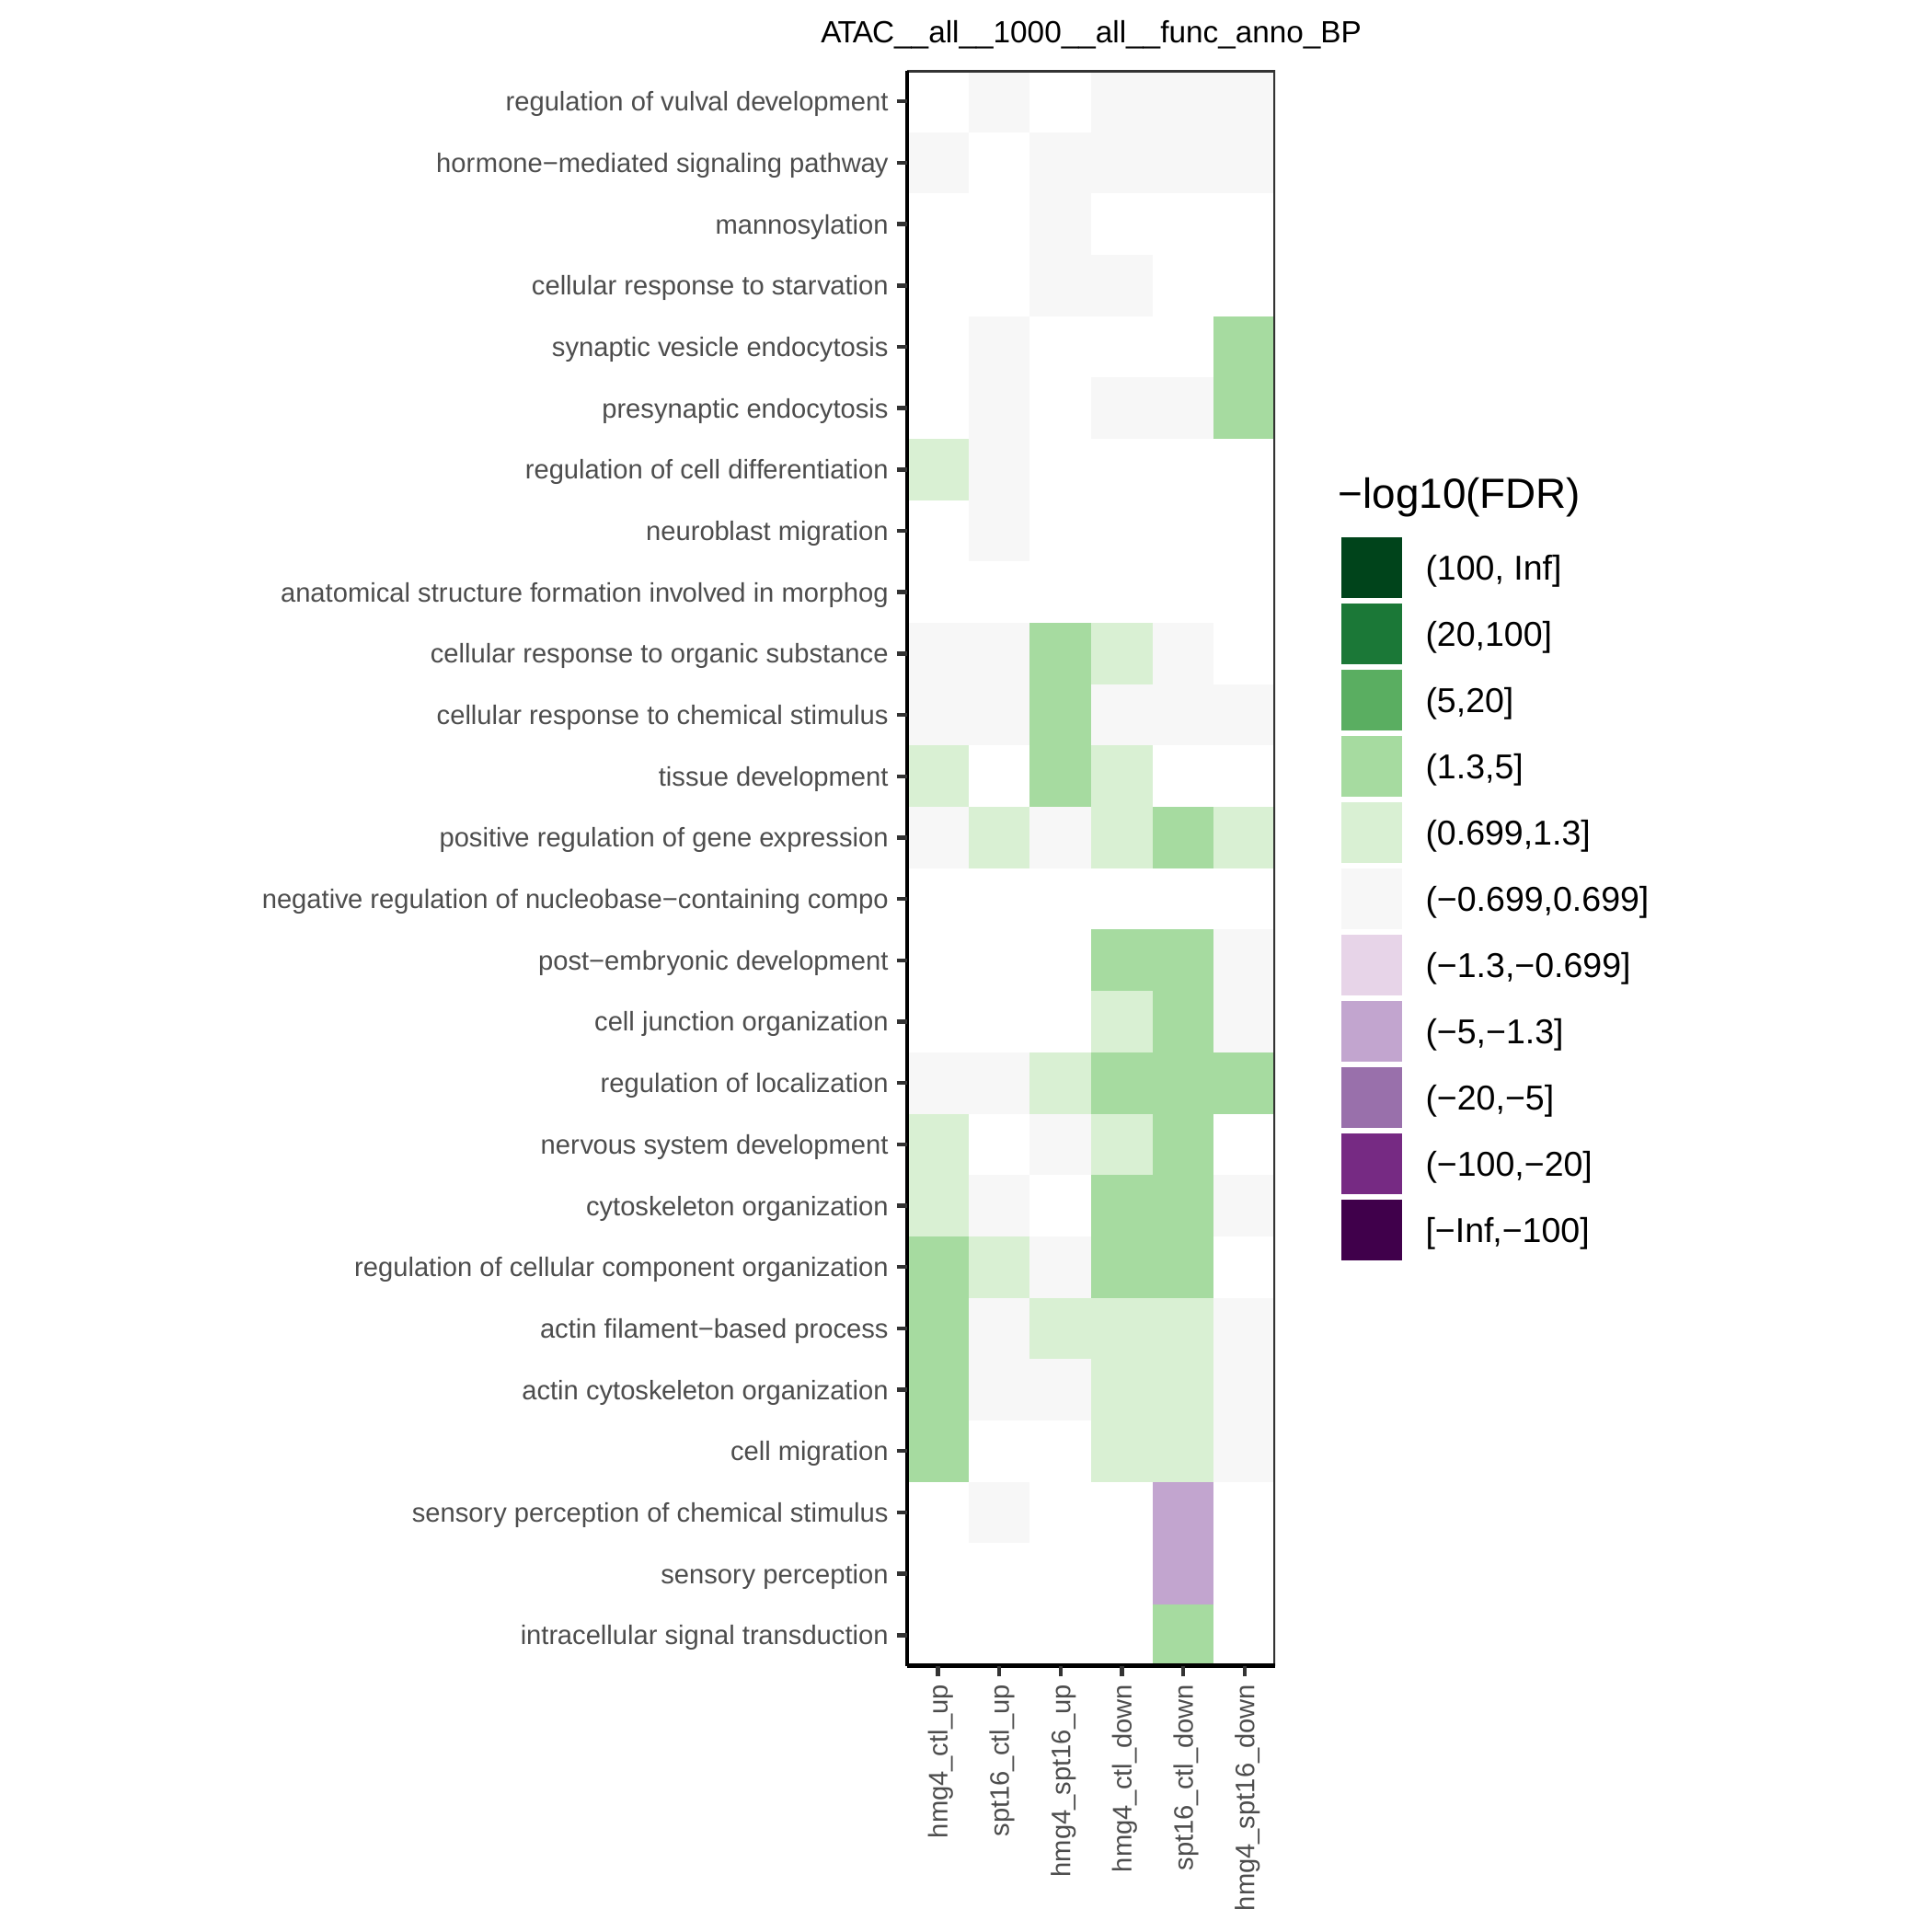 ATAC__all__1000__all__func_anno_BP
regulation of vulval development
hormone−mediated signaling pathway
mannosylation
cellular response to starvation
synaptic vesicle endocytosis
presynaptic endocytosis
regulation of cell differentiation
neuroblast migration
anatomical structure formation involved in morphog
cellular response to organic substance
cellular response to chemical stimulus
tissue development
positive regulation of gene expression
negative regulation of nucleobase−containing compo
post−embryonic development
cell junction organization
regulation of localization
nervous system development
cytoskeleton organization
regulation of cellular component organization
actin filament−based process
actin cytoskeleton organization
cell migration
sensory perception of chemical stimulus
sensory perception
intracellular signal transduction
hmg4_ctl_up
spt16_ctl_up
hmg4_spt16_up
hmg4_ctl_down
spt16_ctl_down
hmg4_spt16_down
−log10(FDR)
(100, Inf]
(20,100]
(5,20]
(1.3,5]
(0.699,1.3]
(−0.699,0.699]
(−1.3,−0.699]
(−5,−1.3]
(−20,−5]
(−100,−20]
[−Inf,−100]